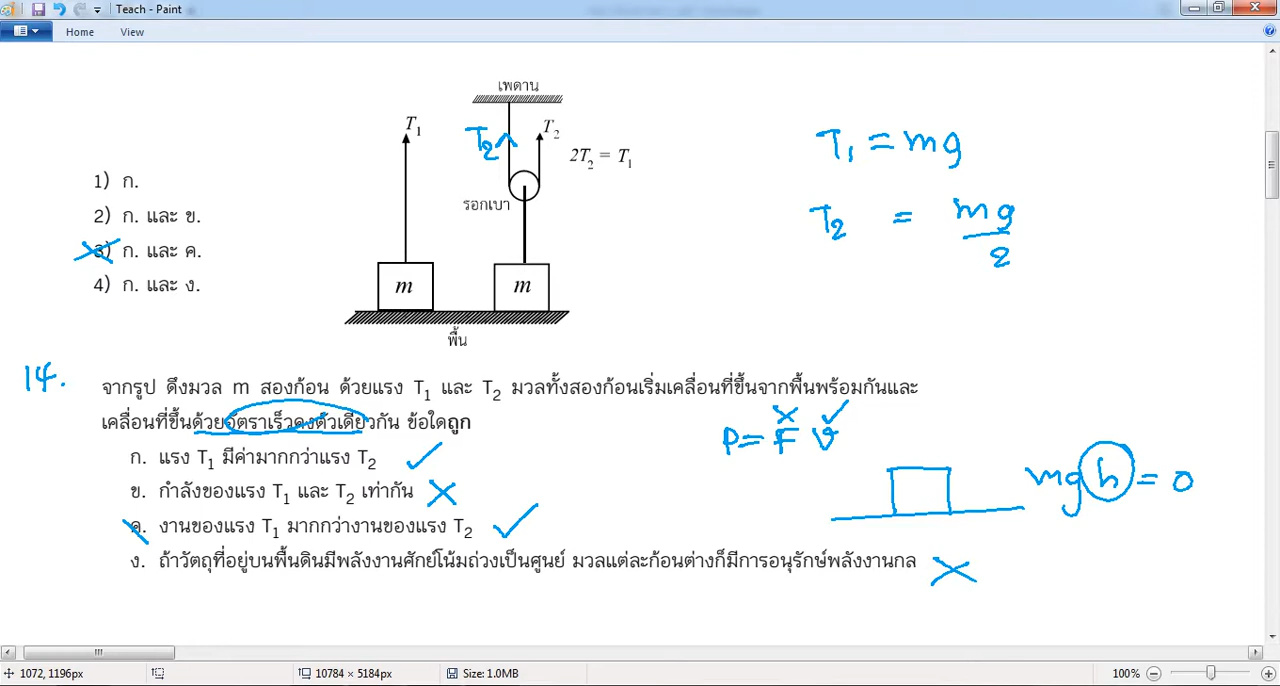 Teach - Paint
Home View
เพดาน
T1
T2
T2
2T2 = T1
T1 = mg
1) ก.
2) ก. และ ข.
รอกเบา
T2 = mg
2
3) ก. และ ค.
4) ก. และ ง.
m
m
พื้น
14.
จากรูป ดึงมวล m สองก้อน ด้วยแรง T1 และ T2 มวลทั้งสองก้อนเริ่มเคลื่อนที่ขึ้นจากพื้นพร้อมกันและ
เคลื่อนที่ขึ้นด้วยอัตราเร็วคงตัวเดียวกัน ข้อใดถูก
P = Fv
ก. แรง T1 มีค่ามากกว่าแรง T2
mgh = 0
ข. กำลังของแรง T1 และ T2 เท่ากัน
ค. งานของแรง T1 มากกว่างานของแรง T2
ง. ถ้าวัตถุที่อยู่บนพื้นดินมีพลังงานศักย์โน้มถ่วงเป็นศูนย์ มวลแต่ละก้อนต่างก็มีการอนุรักษ์พลังงานกล
1072, 1196px
10784 × 5184px
Size: 1.0MB
100%